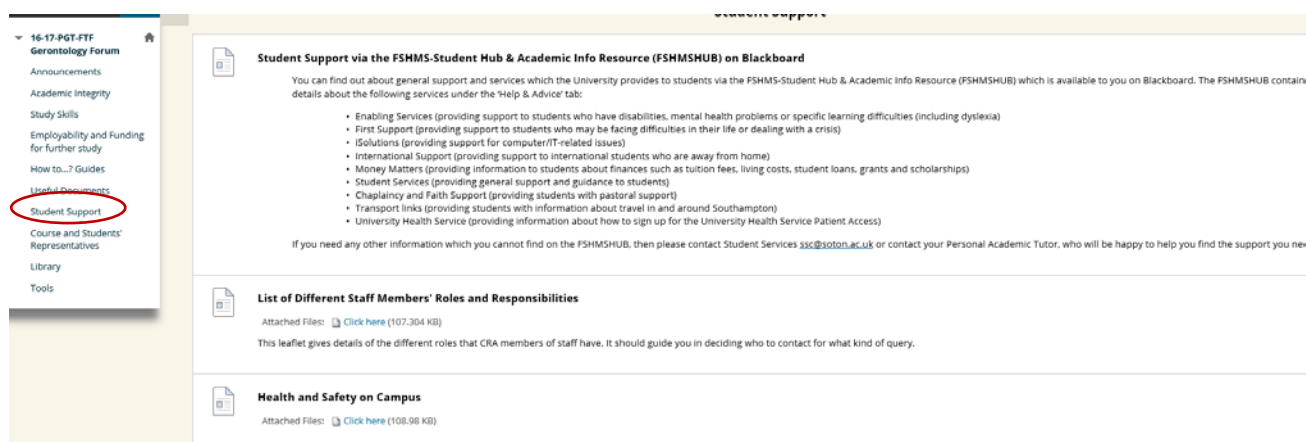 Student Support
16-17-PGT-FTF
Gerontology Forum
Announcements
Academic Integrity
Study Skills
Employability and Funding
for further study
How to...? Guides
Useful Documents
Student Support
Course and Students'
Representatives
Library
Tools
Student Support via the FSHMS-Student Hub & Academic Info Resource (FSHMSHUB) on Blackboard
You can find out about general support and services which the University provides to students via the FSHMS-Student Hub & Academic Info Resource (FSHMSHUB) which is available to you on Blackboard. The FSHMSHUB contain
details about the following services under the 'Help & Advice' tab:
• Enabling Services (providing support to students who have disabilities, mental health problems or specific learning difficulties (including dyslexia)
• First Support (providing support to students who may be facing difficulties in their life or dealing with a crisis)
• iSolutions (providing support for computer/IT-related issues)
• International Support (providing support to international students who are away from home)
• Money Matters (providing information to students about finances such as tuition fees, living costs, student loans, grants and scholarships)
• Student Services (providing general support and guidance to students)
• Chaplaincy and Faith Support (providing students with pastoral support)
• Transport links (providing students with information about travel in and around Southampton)
• University Health Service (providing information about how to sign up for the University Health Service Patient Access)
If you need any other information which you cannot find on the FSHMSHUB, then please contact Student Services ssc@soton.ac.uk or contact your Personal Academic Tutor, who will be happy to help you find the support you nee
List of Different Staff Members' Roles and Responsibilities
Attached Files: Click here (107.304 KB)
This leaflet gives details of the different roles that CRA members of staff have. It should guide you in deciding who to contact for what kind of query.
Health and Safety on Campus
Attached Files: Click here (108.98 KB)